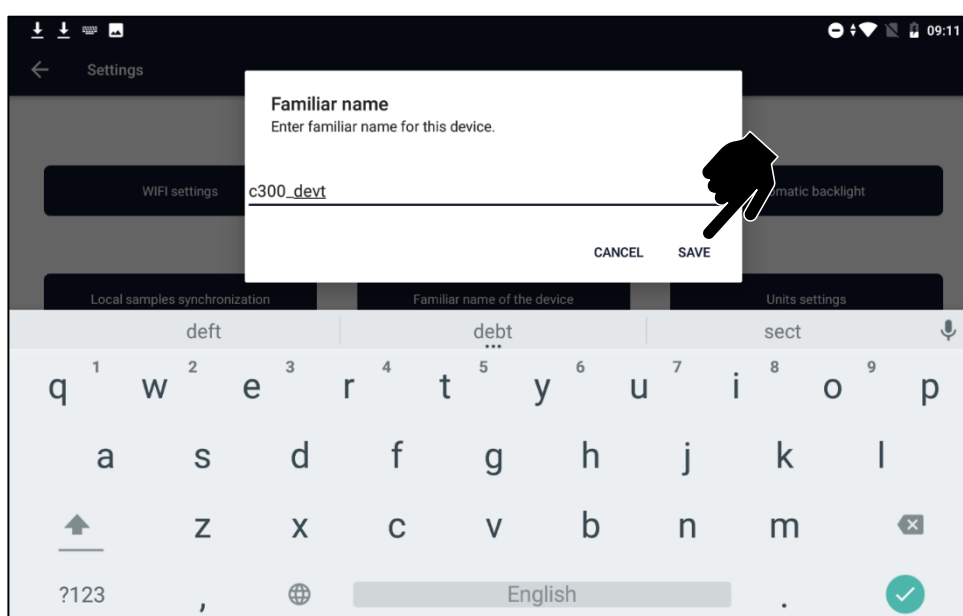 09:11
Settings
Familiar name
Enter familiar name for this device.
WIFI settings
c300_devt
omatic backlight
CANCEL SAVE
Local samples synchronization
Familiar name of the device
Units settings
deft debt sect
1 2 3 4 5 6 7 8 9
q w e r t y u i o p
a s d f g h j k l
z x c v b n m
?123 , English .